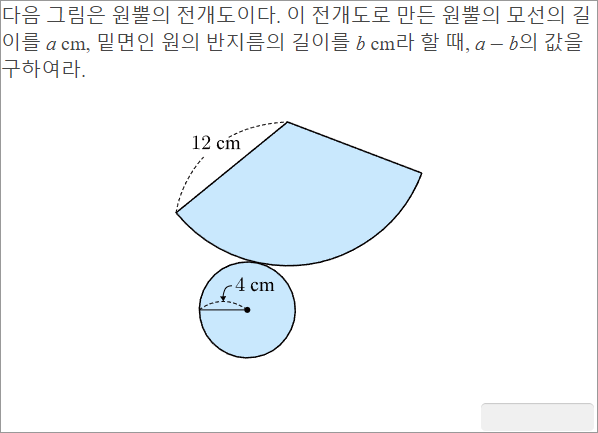 다음 그림은 원뿔의 전개도이다. 이 전개도로 만든 원뿔의 모선의 길
이를 a cm, 밑면인 원의 반지름의 길이를 b cm라 할 때, a − b의 값을
구하여라.
12 cm
4 cm